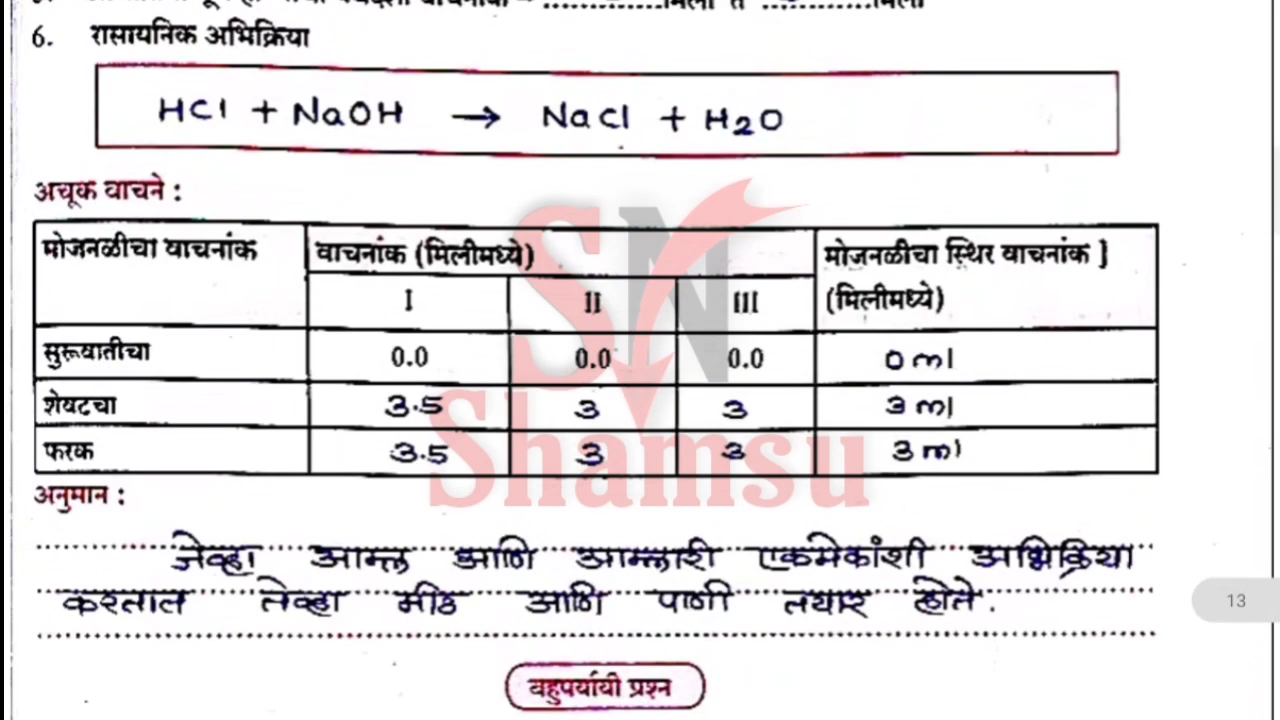 6. रासायनिक अभिक्रिया
HCl + NaOH → NaCl + H2O
अचूक वाचने :
मोजनळीचा वाचनांक वाचनांक (मिलीमध्ये) मोजनळीचा स्थिर वाचनांक ]
I II III (मिलीमध्ये)
सुरूवातीचा 0.0 0.0 0.0 0 ml
शेवटचा 3.5 3 3 3 ml
फरक 3.5 3 3 3 ml
अनुमान :
जेव्हा आम्ल आणि आम्लारी एकमेकांशी अभिक्रिया
करतात तेव्हा मीठ आणि पाणी तयार होते.
बहुपर्यायी प्रश्न
13
SN
Shamsu